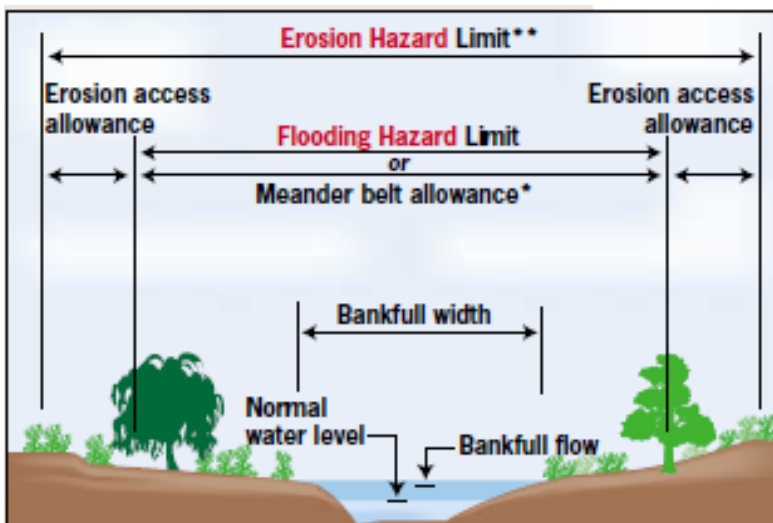 Erosion Hazard Limit**
Erosion access
allowance
Erosion access
allowance
Flooding Hazard Limit
or
Meander belt allowance*
Bankfull width
Normal
water level
Bankfull flow